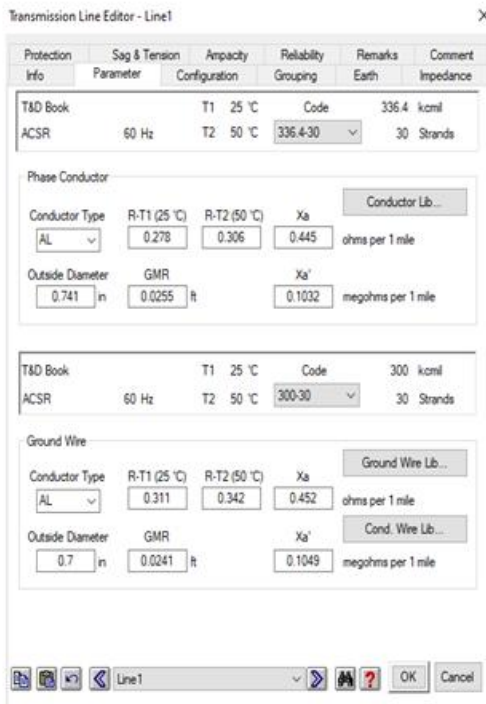 Transmission Line Editor - Line1
Protection Sag & Tension Ampacity Reliability Remarks Comment
Info Parameter Configuration Grouping Earth Impedance
T&D Book T1 25 °C Code 336.4 kcmil
ACSR 60 Hz T2 50 °C 336.4-30 30 Strands
Phase Conductor
Conductor Lib...
Conductor Type R-T1 (25 °C) R-T2 (50 °C) Xa
AL 0.278 0.306 0.445 ohms per 1 mile
Outside Diameter GMR Xa'
0.741 in 0.0255 ft 0.1032 megohms per 1 mile
T&D Book T1 25 °C Code 300 kcmil
ACSR 60 Hz T2 50 °C 300-30 30 Strands
Ground Wire
Ground Wire Lib...
Conductor Type R-T1 (25 °C) R-T2 (50 °C) Xa
AL 0.311 0.342 0.452 ohms per 1 mile
Cond. Wire Lib...
Outside Diameter GMR Xa'
0.7 in 0.0241 ft 0.1049 megohms per 1 mile
Line1 ? OK Cancel